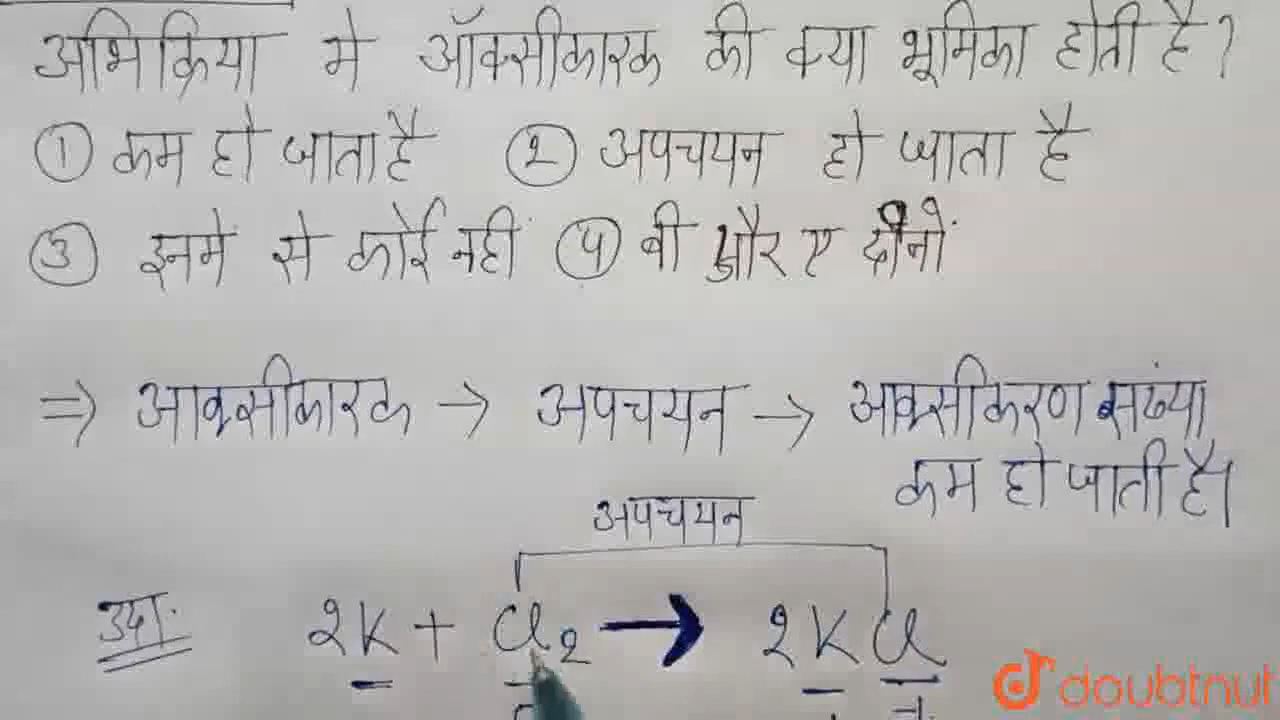 अभिक्रिया मे ऑक्सीकारक की क्या भूमिका होती है?
① कम हो जाता है ② अपचयन हो जाता है
③ इनमे से कोई नहीं ④ बी और ए दोनों
⇒ आक्सीकारक → अपचयन → आक्सीकरण संख्या
कम हो जाती है।
अपचयन
उदा. 2K + Cl₂ → 2KCl
doubtnut